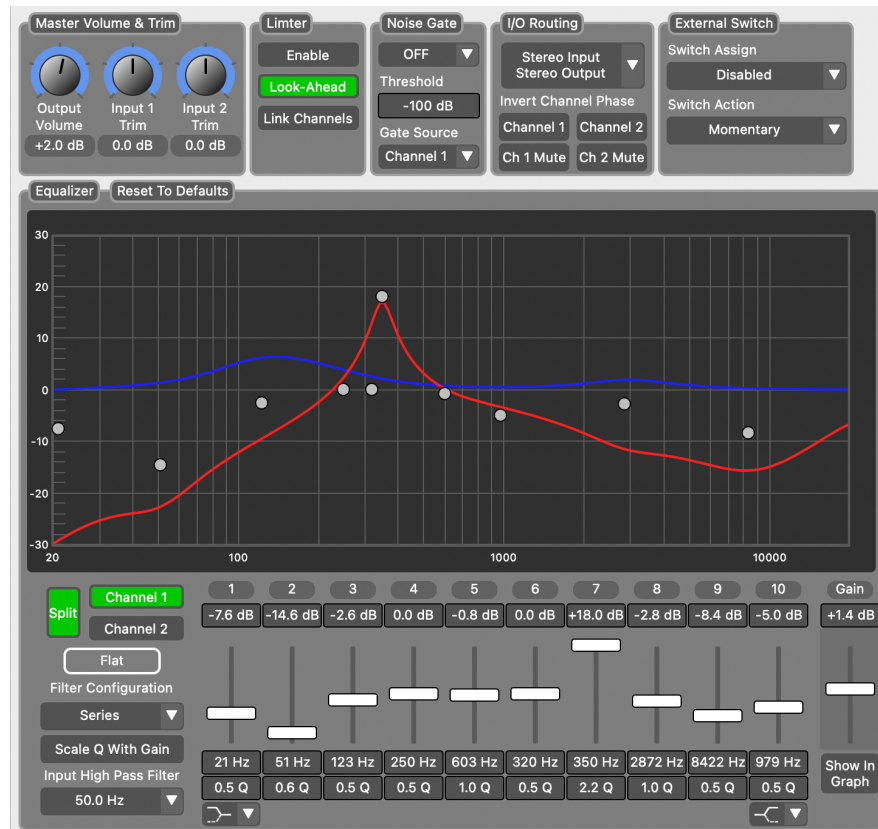 Master Volume & Trim
Output Volume
+2.0 dB
Input 1 Trim
0.0 dB
Input 2 Trim
0.0 dB
Limter
Enable
Look-Ahead
Link Channels
Noise Gate
OFF
Threshold
-100 dB
Gate Source
Channel 1
I/O Routing
Stereo Input
Stereo Output
Invert Channel Phase
Channel 1 Channel 2
Ch 1 Mute Ch 2 Mute
External Switch
Switch Assign
Disabled
Switch Action
Momentary
Equalizer Reset To Defaults
30
20
10
0
-10
-20
-30
20 100 1000 10000
Split
Channel 1
Channel 2
Flat
Filter Configuration
Series
Scale Q With Gain
Input High Pass Filter
50.0 Hz
1 2 3 4 5 6 7 8 9 10 Gain
-7.6 dB -14.6 dB -2.6 dB 0.0 dB -0.8 dB 0.0 dB +18.0 dB -2.8 dB -8.4 dB -5.0 dB +1.4 dB
21 Hz 51 Hz 123 Hz 250 Hz 603 Hz 320 Hz 350 Hz 2872 Hz 8422 Hz 979 Hz
0.5 Q 0.6 Q 0.5 Q 0.5 Q 1.0 Q 0.5 Q 2.2 Q 1.0 Q 0.5 Q 0.5 Q
Show In
Graph